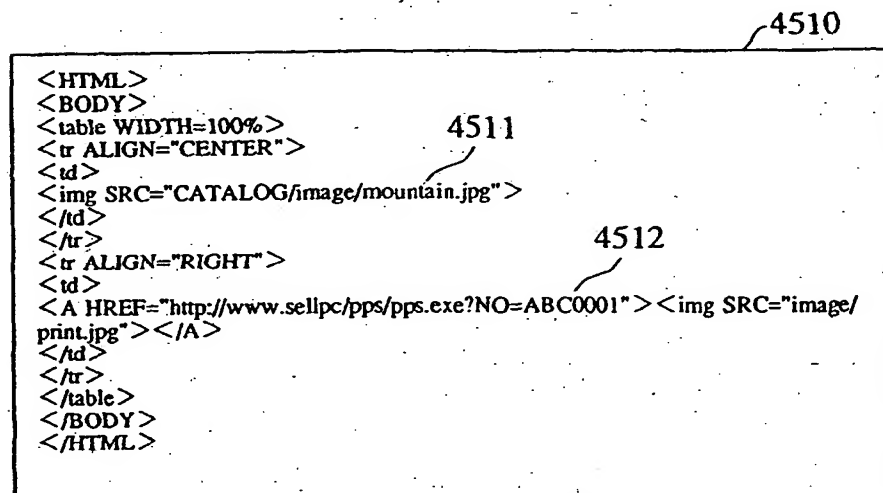 4510
<HTML>
<BODY>
<table WIDTH=100%>
4511
<tr ALIGN="CENTER">
<td>
<img SRC="CATALOG/image/mountain.jpg">
</td>
</tr>
4512
<tr ALIGN="RIGHT">
<td>
<A HREF="http://www.sellpc/pps/pps.exe?NO=ABC0001"><img SRC="image/
print.jpg"></A>
</td>
</tr>
</table>
</BODY>
</HTML>